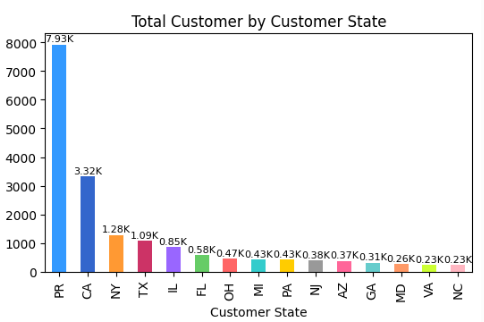 Total Customer by Customer State
8000
7000
6000
5000
4000
3000
2000
1000
0
7.93K
3.32K
1.28K
1.09K
0.85K
0.58K
0.47K
0.43K
0.43K
0.38K
0.37K
0.31K
0.26K
0.23K
0.23K
PR
CA
NY
TX
IL
FL
OH
MI
PA
NJ
AZ
GA
MD
VA
NC
Customer State